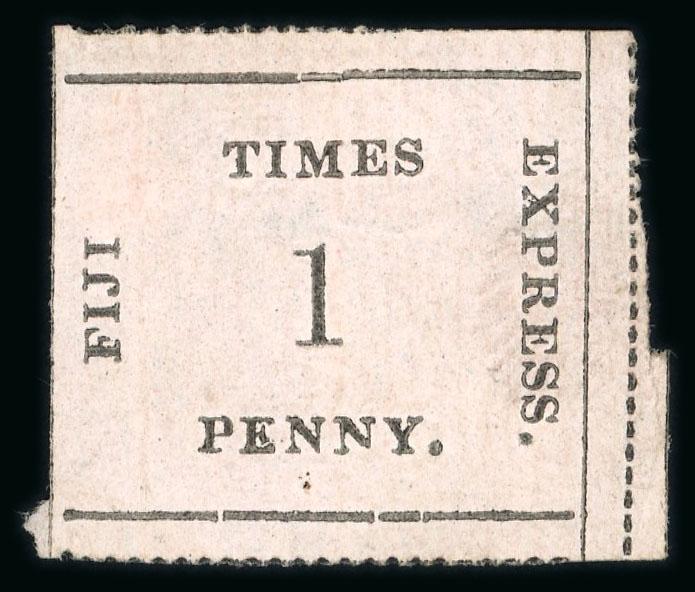 FIJI
TIMES
EXPRESS.
1
PENNY.